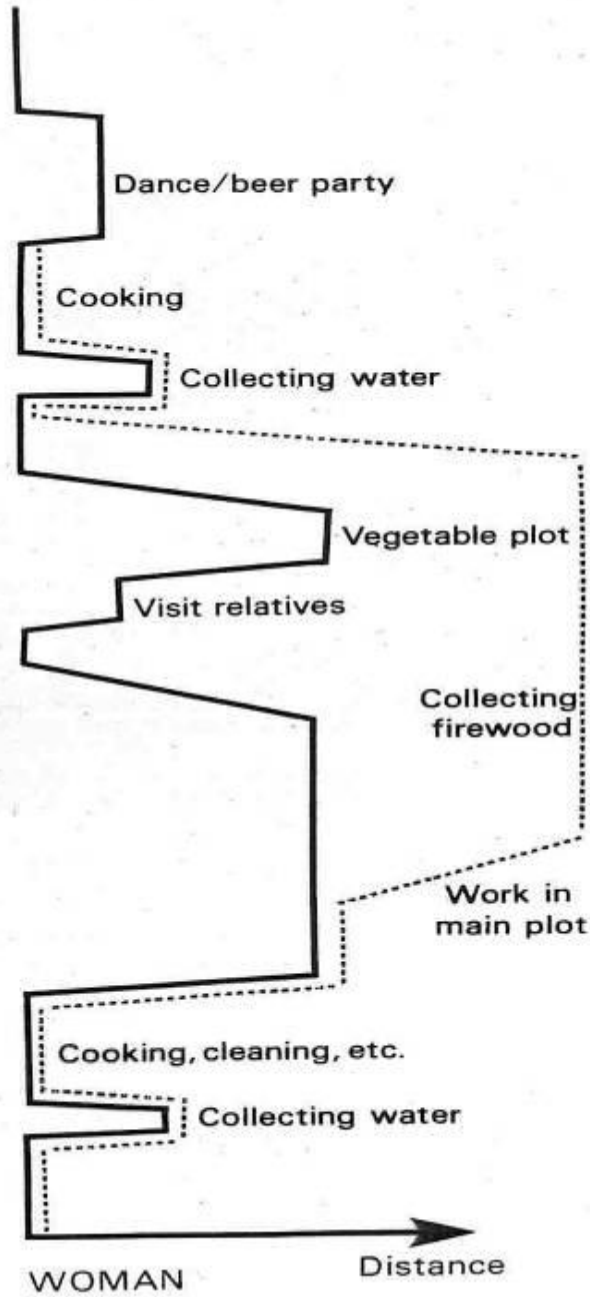 Dance/beer party
Cooking
Collecting water
Vegetable plot
Visit relatives
Collecting
firewood
Work in
main plot
Cooking, cleaning, etc.
Collecting water
Distance
WOMAN